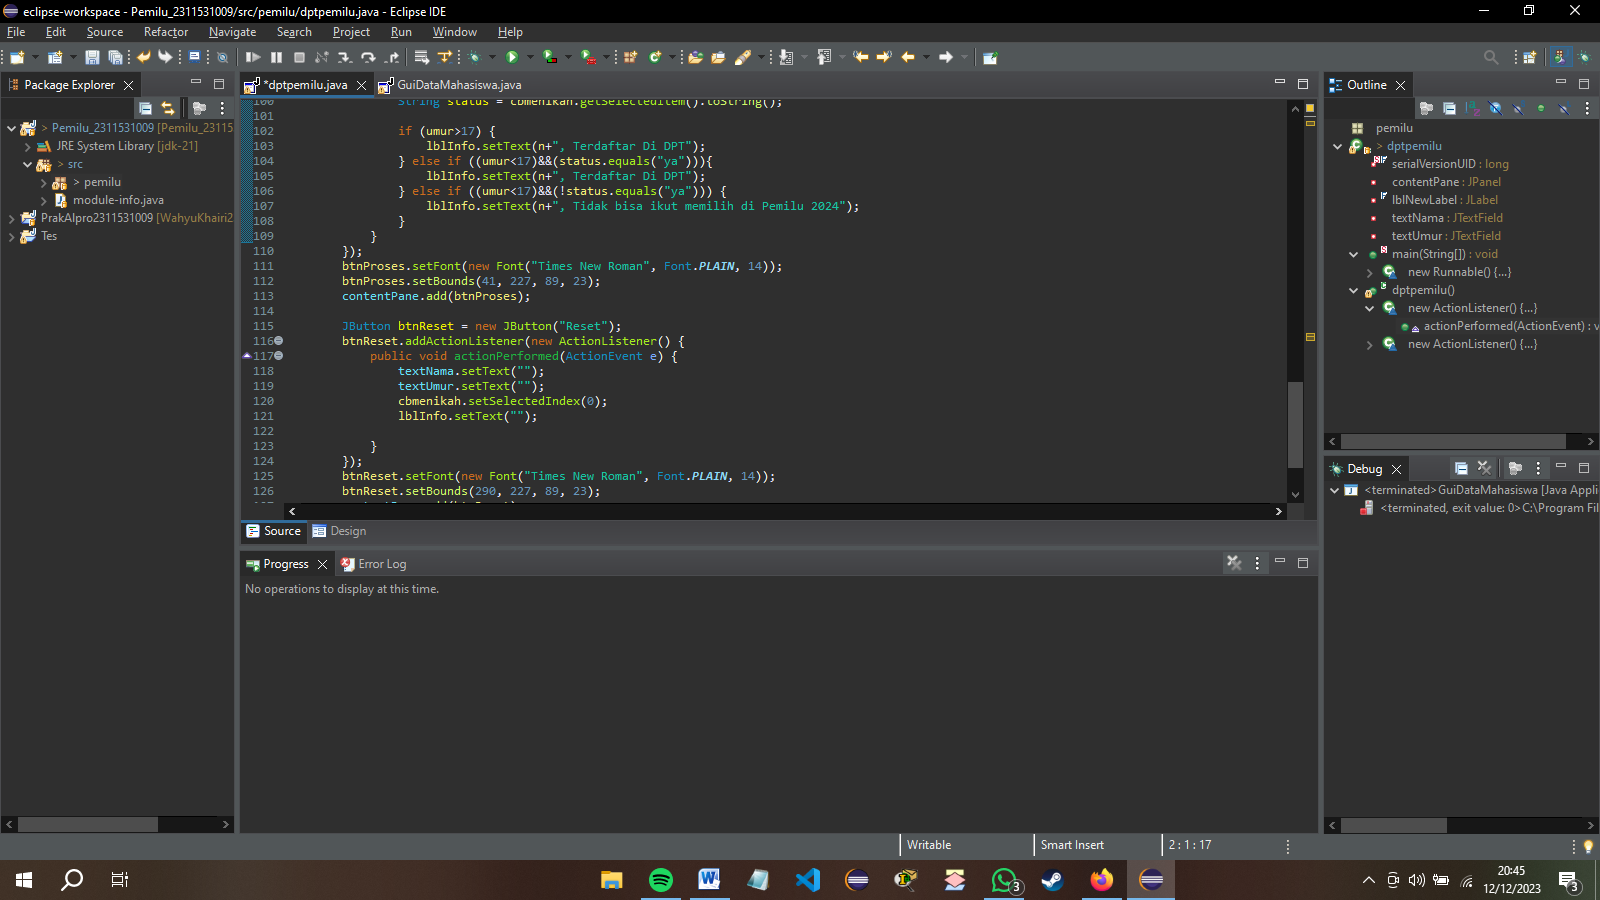 eclipse-workspace - Pemilu_2311531009/src/pemilu/dptpemilu.java - Eclipse IDE
File Edit Source Refactor Navigate Search Project Run Window Help
Package Explorer
*dptpemilu.java
GuiDataMahasiswa.java
Outline
> Pemilu_2311531009 [Pemilu_23115
JRE System Library [jdk-21]
> src
> pemilu
module-info.java
PrakAlpro2311531009 [WahyuKhairi2
Tes
100 String status = cbmenikah.getSelectedItem().toString();
101
102 if (umur>17) {
103 lblInfo.setText(n+", Terdaftar Di DPT");
104 } else if ((umur<17)&&(status.equals("ya"))){
105 lblInfo.setText(n+", Terdaftar Di DPT");
106 } else if ((umur<17)&&(!status.equals("ya"))) {
107 lblInfo.setText(n+", Tidak bisa ikut memilih di Pemilu 2024");
108 }
109 }
110 });
111 btnProses.setFont(new Font("Times New Roman", Font.PLAIN, 14));
112 btnProses.setBounds(41, 227, 89, 23);
113 contentPane.add(btnProses);
114
115 JButton btnReset = new JButton("Reset");
116 btnReset.addActionListener(new ActionListener() {
117 public void actionPerformed(ActionEvent e) {
118 textNama.setText("");
119 textUmur.setText("");
120 cbmenikah.setSelectedIndex(0);
121 lblInfo.setText("");
122
123 }
124 });
125 btnReset.setFont(new Font("Times New Roman", Font.PLAIN, 14));
126 btnReset.setBounds(290, 227, 89, 23);
pemilu
> dptpemilu
serialVersionUID : long
contentPane : JPanel
lblNewLabel : JLabel
textNama : JTextField
textUmur : JTextField
main(String[]) : void
new Runnable() {...}
dptpemilu()
new ActionListener() {...}
actionPerformed(ActionEvent) : v
new ActionListener() {...}
Source Design
Progress
Error Log
No operations to display at this time.
Debug
<terminated>GuiDataMahasiswa [Java Appli
<terminated, exit value: 0>C:\Program Fil
Writable
Smart Insert
2 : 1 : 17
3
20:45
12/12/2023
3